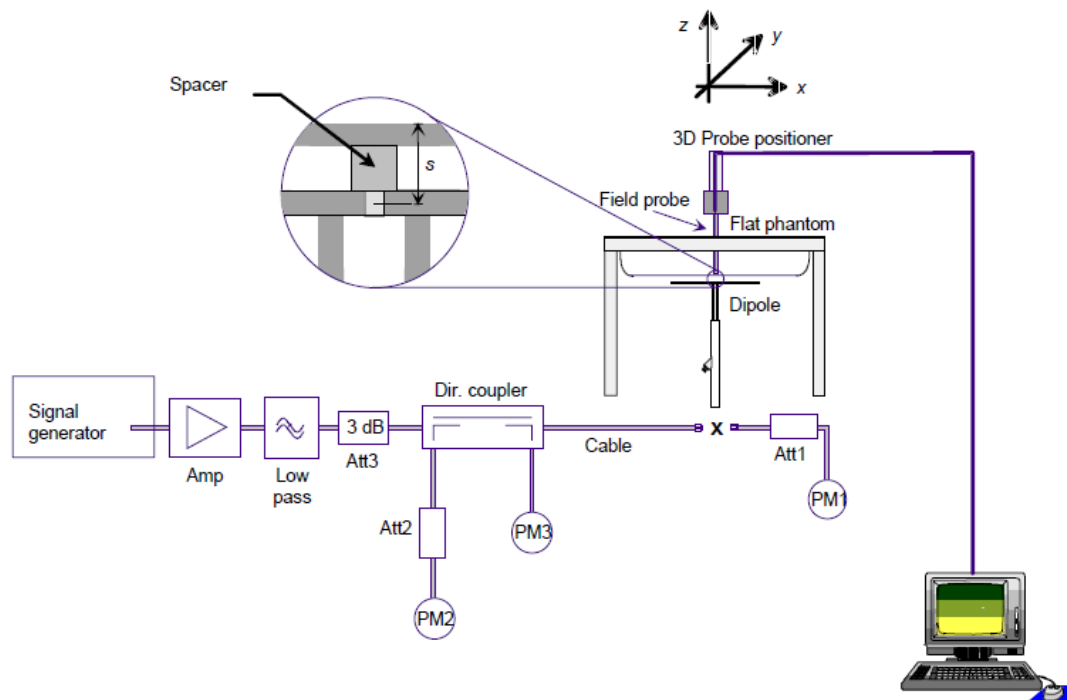 z
y
x
Spacer
s
3D Probe positioner
Field probe
Flat phantom
Dipole
Signal
generator
Amp
Low
pass
3 dB
Att3
Dir. coupler
Cable
x
Att1
PM1
Att2
PM3
PM2